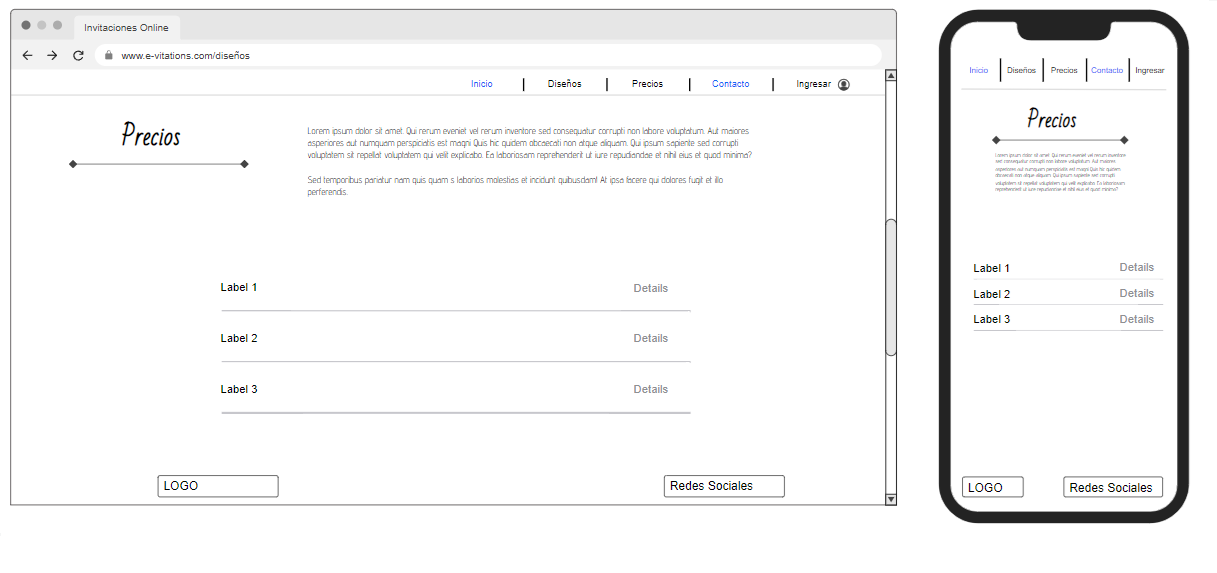 Invitaciones Online
www.e-vitations.com/diseños
Inicio Diseños Precios Contacto Ingresar
Precios
Lorem ipsum dolor sit amet. Qui rerum eveniet vel rerum inventore sed consequatur corrupti non labore voluptatum. Aut maiores
asperiores aut numquam perspiciatis est magni Quis hic quidem obcaecati non atque aliquam. Qui ipsum sapiente sed corrupti
voluptatem sit repellat voluptatem qui velit explicabo. Ea laboriosam reprehenderit ut iure repudiandae et nihil eius et quod minima?
Sed temporibus pariatur nam quis quam s laborios molestias et incidunt quibusdam! At ipsa facere qui dolores fugit et illo
perferendis.
Label 1 Details
Label 2 Details
Label 3 Details
LOGO Redes Sociales
Inicio Diseños Precios Contacto Ingresar
Precios
Lorem ipsum dolor sit amet. Qui rerum eveniet vel rerum inventore
sed consequatur corrupti non labore voluptatum. Aut maiores
asperiores aut numquam perspiciatis est magni Quis hic quidem
obcaecati non atque aliquam. Qui ipsum sapiente sed corrupti
voluptatem sit repellat voluptatem qui velit explicabo. Ea laboriosam
reprehenderit ut iure repudiandae et nihil eius et quod minima?
Label 1 Details
Label 2 Details
Label 3 Details
LOGO Redes Sociales